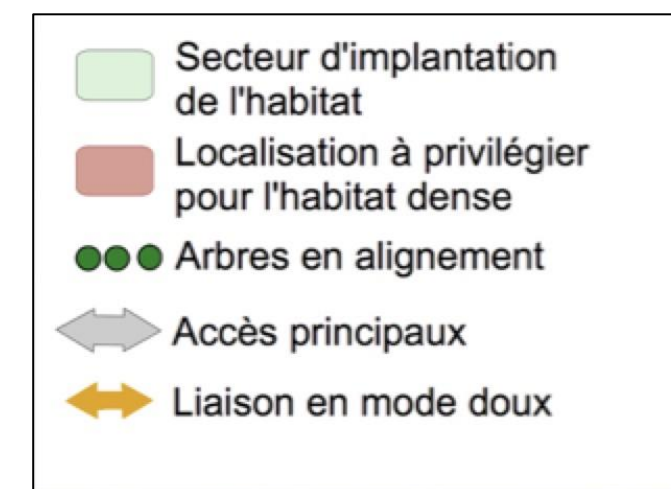 Secteur d'implantation
de l'habitat
Localisation à privilégier
pour l'habitat dense
Arbres en alignement
Accès principaux
Liaison en mode doux